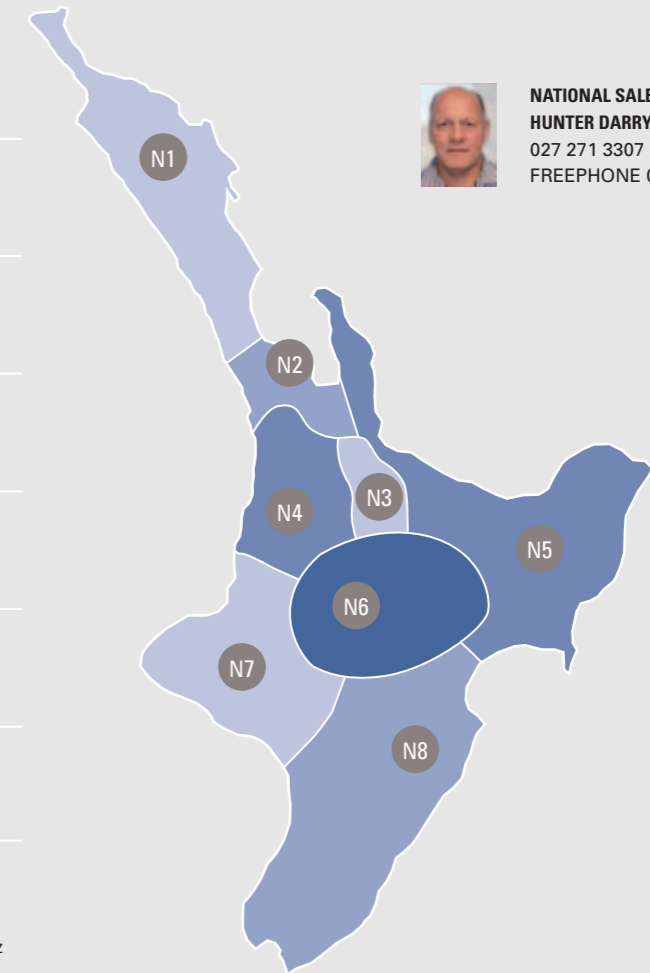 NATIONAL SALE
HUNTER DARRY
027 271 3307
FREEPHONE
N1
N2
N3
N4
N5
N6
N7
N8
z